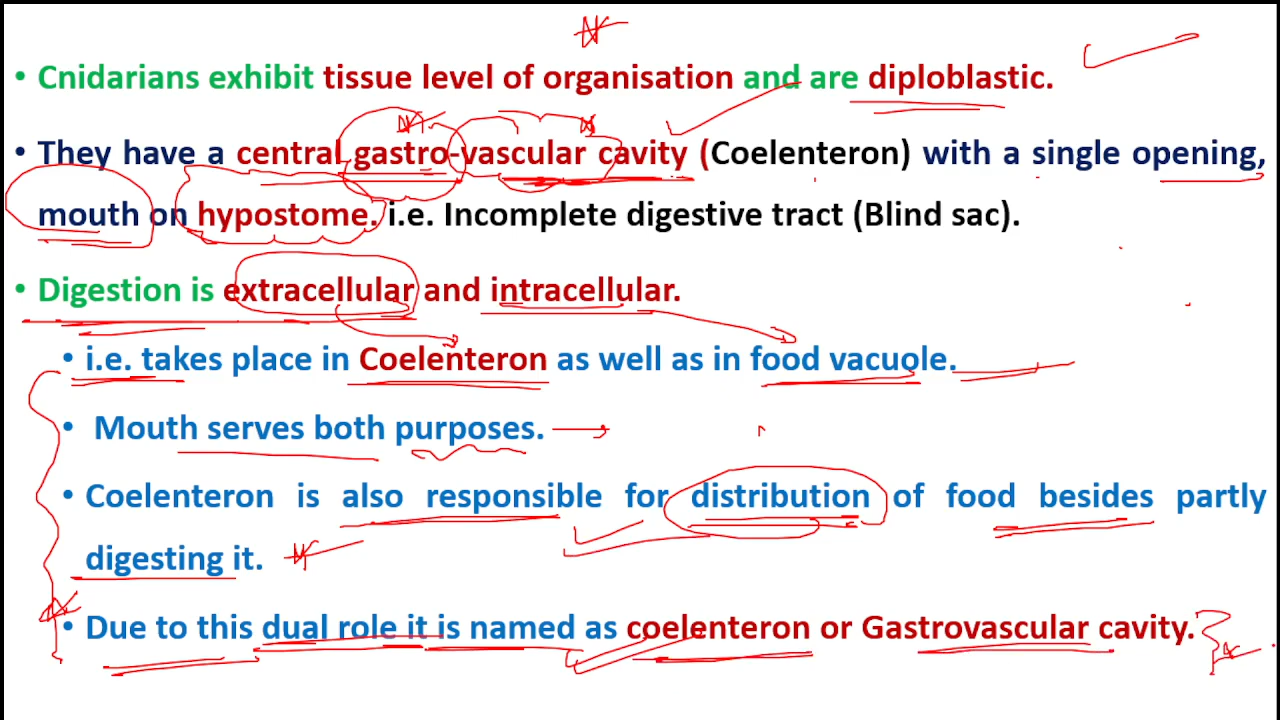 • Cnidarians exhibit tissue level of organisation and are diploblastic.
• They have a central gastro-vascular cavity (Coelenteron) with a single opening,
mouth on hypostome. i.e. Incomplete digestive tract (Blind sac).
• Digestion is extracellular and intracellular.
• i.e. takes place in Coelenteron as well as in food vacuole.
• Mouth serves both purposes.
• Coelenteron is also responsible for distribution of food besides partly
digesting it.
• Due to this dual role it is named as coelenteron or Gastrovascular cavity.